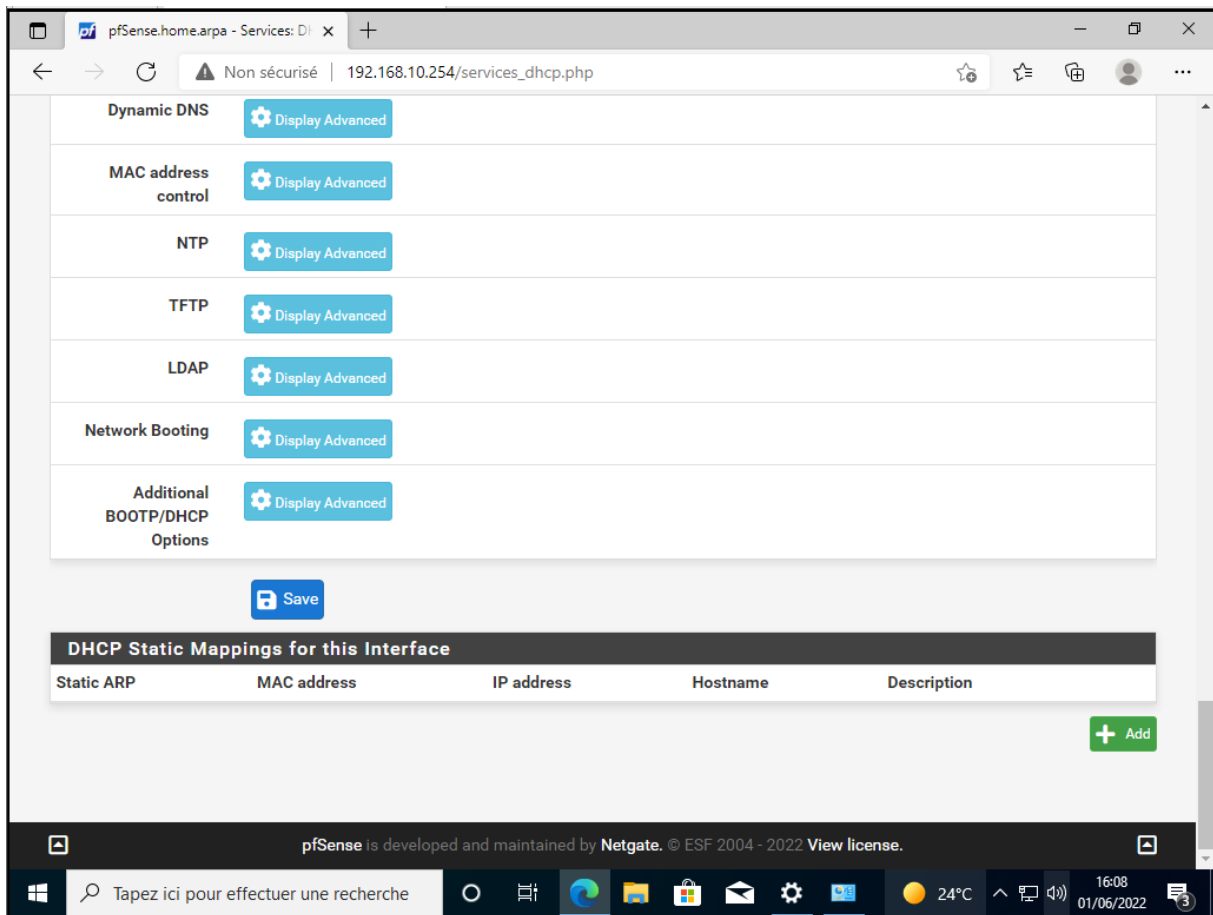 pfSense.home.arpa - Services: DH
Non sécurisé | 192.168.10.254/services_dhcp.php
Dynamic DNS Display Advanced
MAC address control Display Advanced
NTP Display Advanced
TFTP Display Advanced
LDAP Display Advanced
Network Booting Display Advanced
Additional BOOTP/DHCP Options Display Advanced
Save
DHCP Static Mappings for this Interface
Static ARP MAC address IP address Hostname Description
Add
pfSense is developed and maintained by Netgate. © ESF 2004 - 2022 View license.
Tapez ici pour effectuer une recherche 24°C 16:08
01/06/2022 3